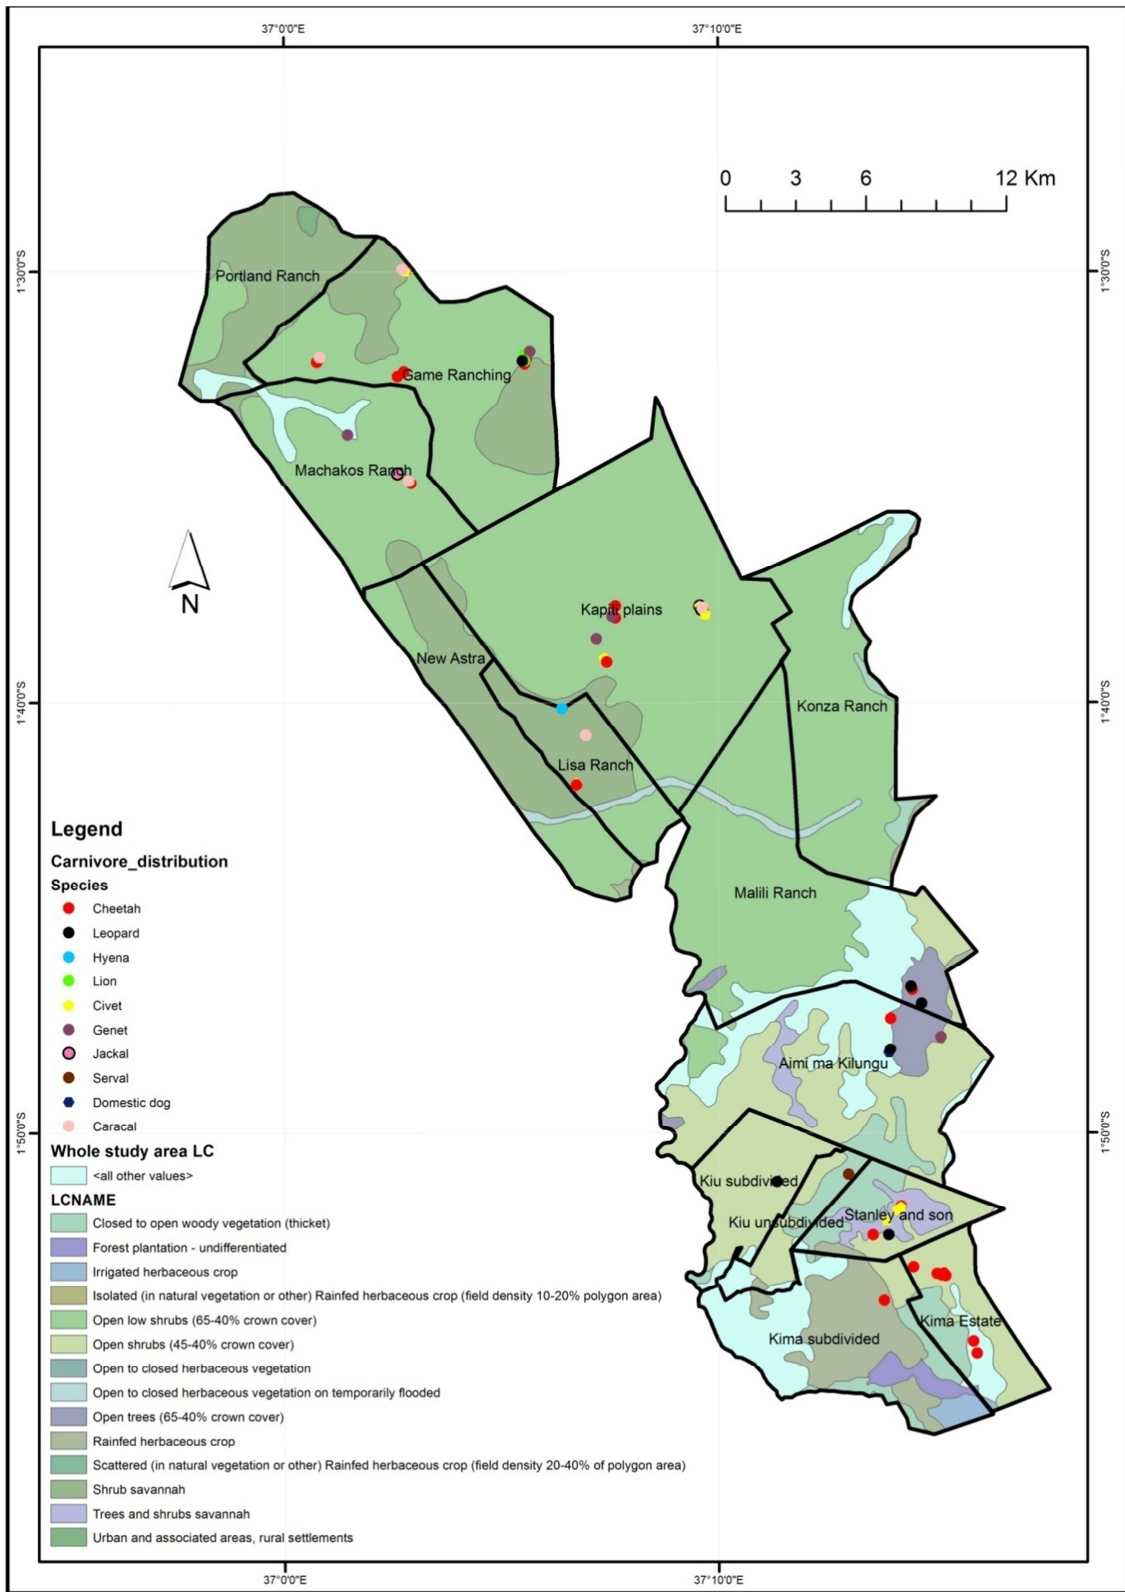 37°0'0"E 37°10'0"E
0 3 6 12 Km
1°30'0"S 1°30'0"S
Portland Ranch
Game Ranching
Machakos Ranch
N
Kapiti plains
New Astra
1°40'0"S 1°40'0"S
Konza Ranch
Lisa Ranch
Malili Ranch
Aimi ma Kilungu
1°50'0"S 1°50'0"S
Kiu subdivided
Kiu unsubdivided
Stanley and son
Kima Estate
Kima subdivided
Legend
Carnivore_distribution
Species
Cheetah
Leopard
Hyena
Lion
Civet
Genet
Jackal
Serval
Domestic dog
Caracal
Whole study area LC
<all other values>
LCNAME
Closed to open woody vegetation (thicket)
Forest plantation - undifferentiated
Irrigated herbaceous crop
Isolated (in natural vegetation or other) Rainfed herbaceous crop (field density 10-20% polygon area)
Open low shrubs (65-40% crown cover)
Open shrubs (45-40% crown cover)
Open to closed herbaceous vegetation
Open to closed herbaceous vegetation on temporarily flooded
Open trees (65-40% crown cover)
Rainfed herbaceous crop
Scattered (in natural vegetation or other) Rainfed herbaceous crop (field density 20-40% of polygon area)
Shrub savannah
Trees and shrubs savannah
Urban and associated areas, rural settlements
37°0'0"E 37°10'0"E